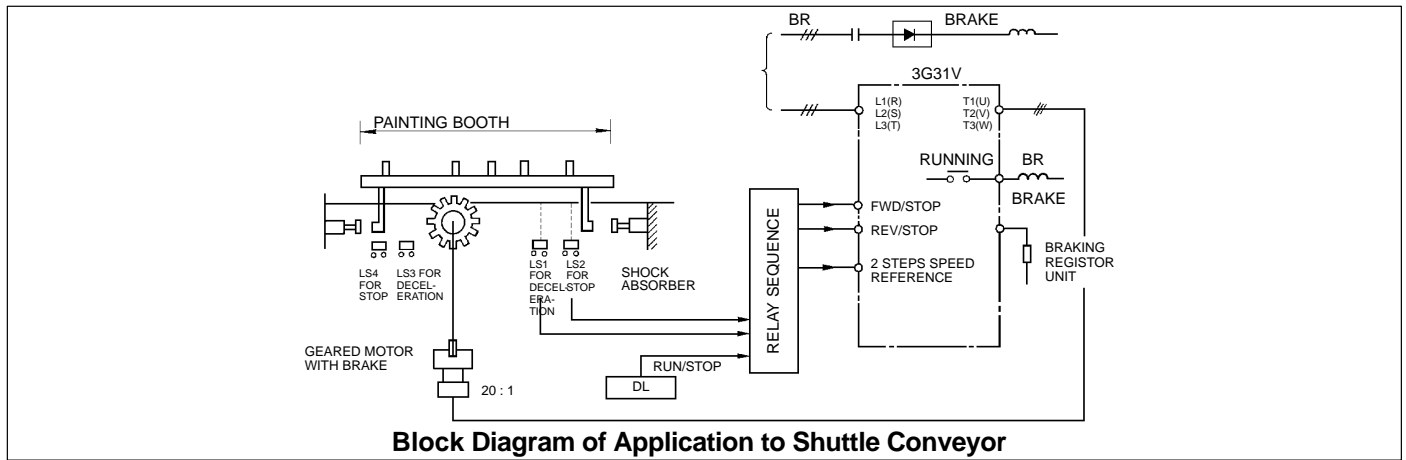 BR
BRAKE
3G31V
L1(R)
L2(S)
L3(T)
T1(U)
T2(V)
T3(W)
PAINTING BOOTH
RUNNING
BR
BRAKE
FWD/STOP
REV/STOP
2 STEPS SPEED
REFERENCE
BRAKING
REGISTOR
UNIT
RELAY SEQUENCE
LS4
FOR
STOP
LS3 FOR
DECEL-
ERATION
LS1
FOR
DECEL-
ERA-
TION
LS2
FOR
STOP
SHOCK
ABSORBER
GEARED MOTOR
WITH BRAKE
20 : 1
RUN/STOP
DL
Block Diagram of Application to Shuttle Conveyor